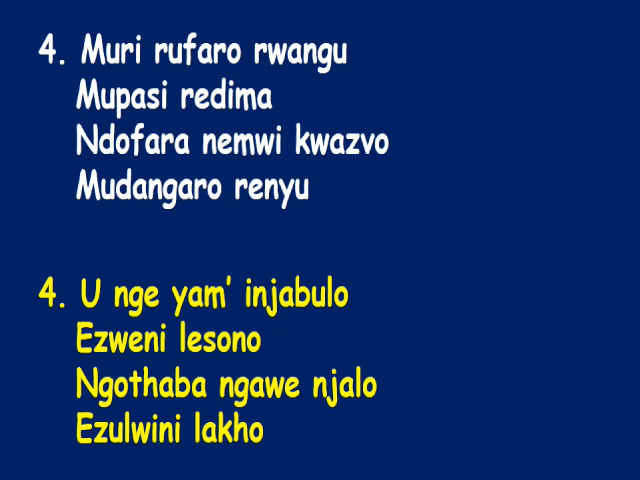 4. Muri rufaro rwangu
Mupasi redima
Ndofara nemwi kwazvo
Mudangaro renyu
4. U nge yam' injabulo
Ezweni lesono
Ngothaba ngawe njalo
Ezulwini lakho